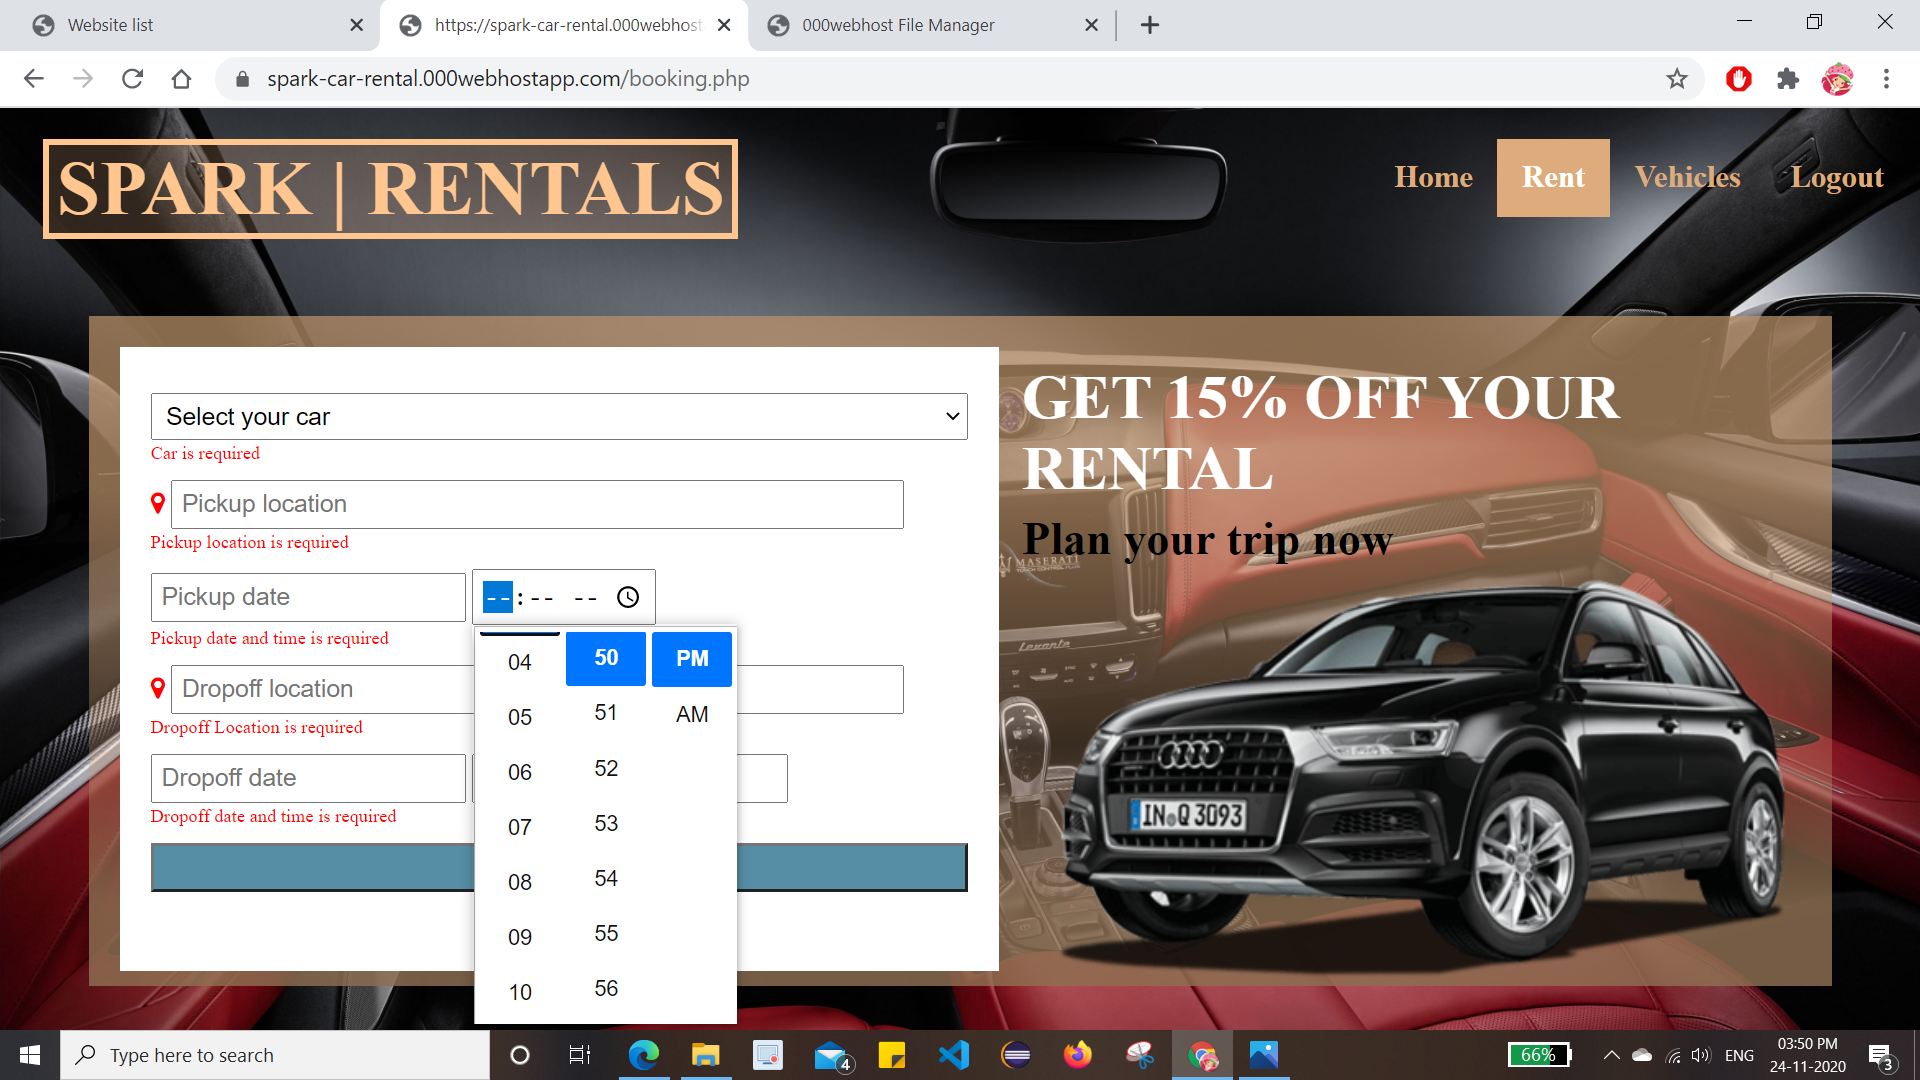 Website list
https://spark-car-rental.000webhost
000webhost File Manager
spark-car-rental.000webhostapp.com/booking.php
SPARK | RENTALS
Home
Rent
Vehicles
Logout
Select your car
Car is required
Pickup location
Pickup location is required
Pickup date
--:-- --
Pickup date and time is required
Dropoff location
Dropoff Location is required
Dropoff date
Dropoff date and time is required
04 50 PM
05 51 AM
06 52
07 53
08 54
09 55
10 56
GET 15% OFF YOUR
RENTAL
Plan your trip now
MASERATI
Levante
IN Q 3093
Type here to search
4
66%
ENG
03:50 PM
24-11-2020
3